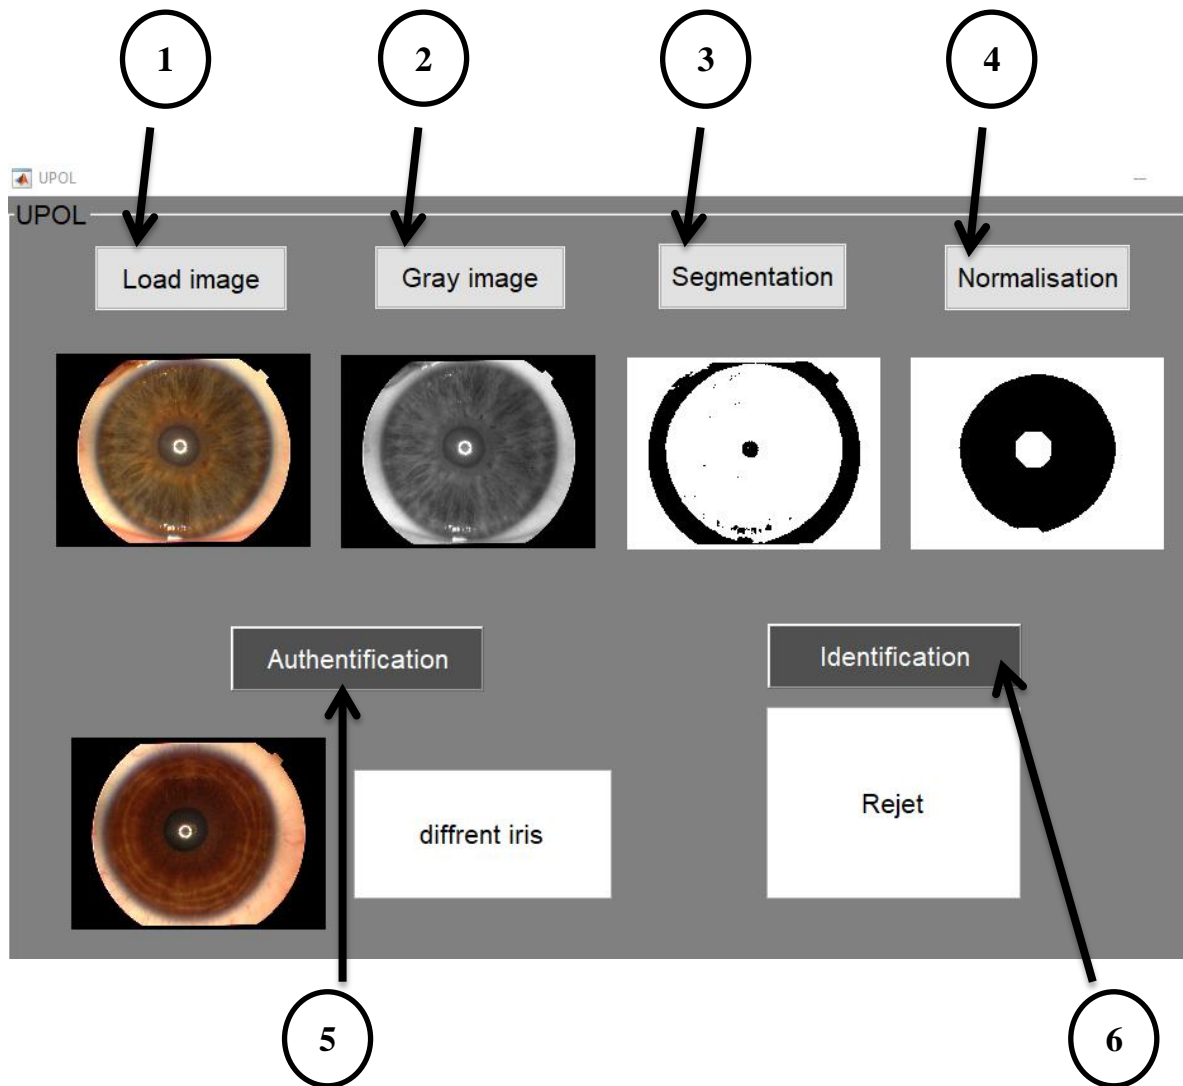 1 2 3 4
UPOL
UPOL
Load image Gray image Segmentation Normalisation
Authentification Identification
diffrent iris Rejet
5 6